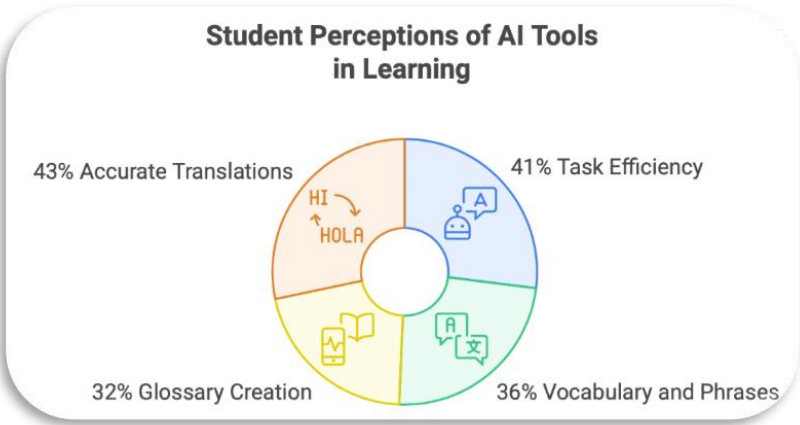 Student Perceptions of AI Tools
in Learning
43% Accurate Translations
41% Task Efficiency
HI
HOLA
A
A
文
32% Glossary Creation
36% Vocabulary and Phrases